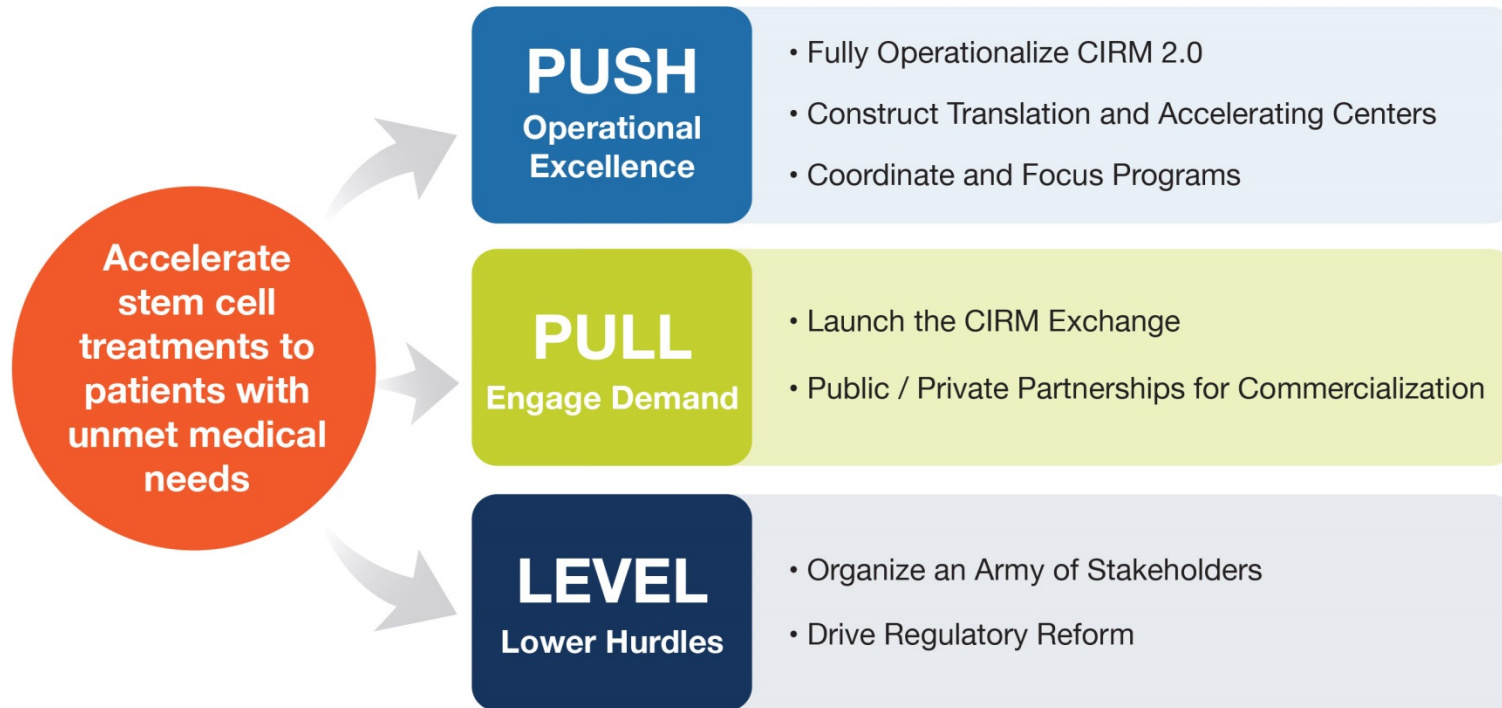 Accelerate
stem cell
treatments to
patients with
unmet medical
needs
PUSH
Operational
Excellence
• Fully Operationalize CIRM 2.0
• Construct Translation and Accelerating Centers
• Coordinate and Focus Programs
PULL
Engage Demand
• Launch the CIRM Exchange
• Public / Private Partnerships for Commercialization
LEVEL
Lower Hurdles
• Organize an Army of Stakeholders
• Drive Regulatory Reform